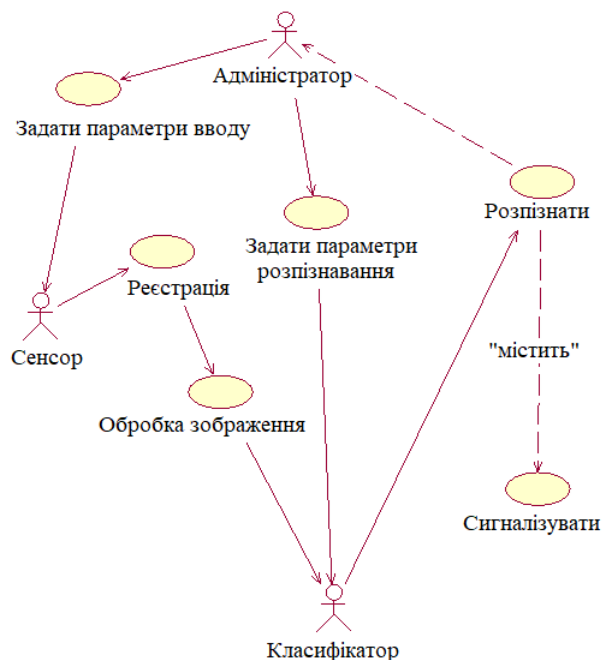 Адміністратор
Задати параметри вводу
Розпізнати
Задати параметри
розпізнавання
Реєстрація
"містить"
Сенсор
Обробка зображення
Сигналізувати
Класифікатор